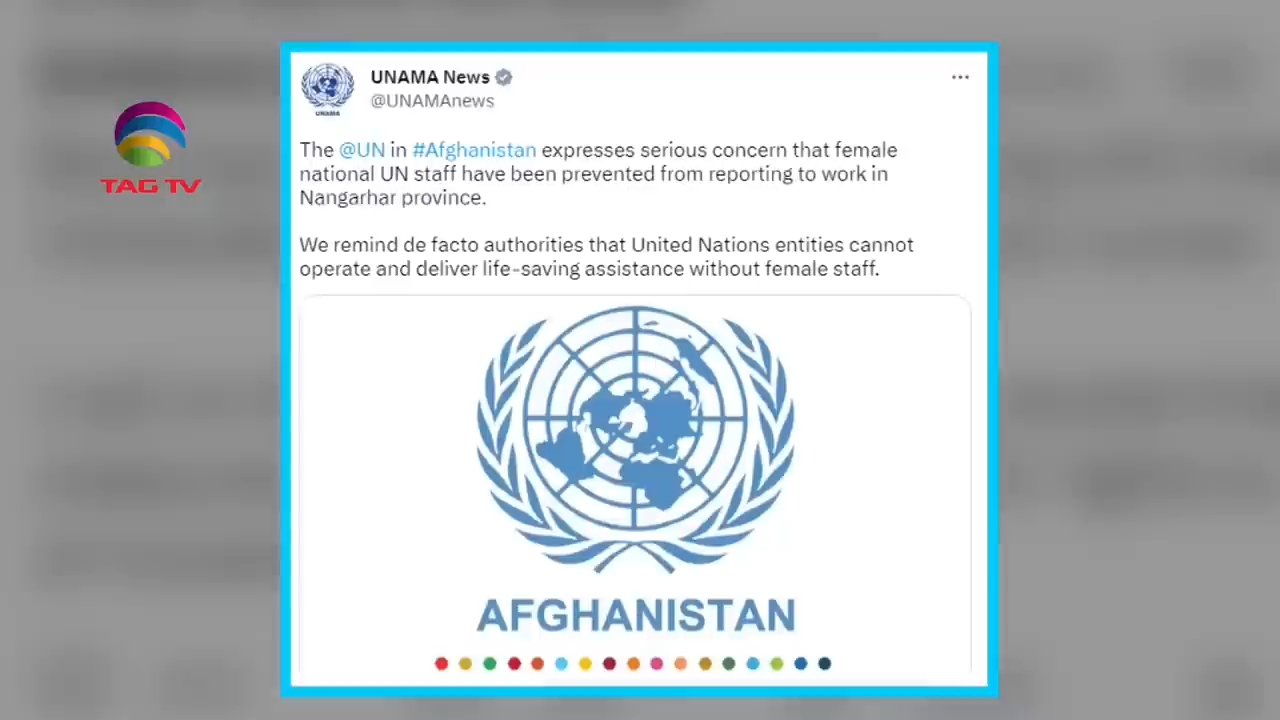 TAG TV
UNAMA
UNAMA News
@UNAMAnews
The @UN in #Afghanistan expresses serious concern that female
national UN staff have been prevented from reporting to work in
Nangarhar province.
We remind de facto authorities that United Nations entities cannot
operate and deliver life-saving assistance without female staff.
AFGHANISTAN